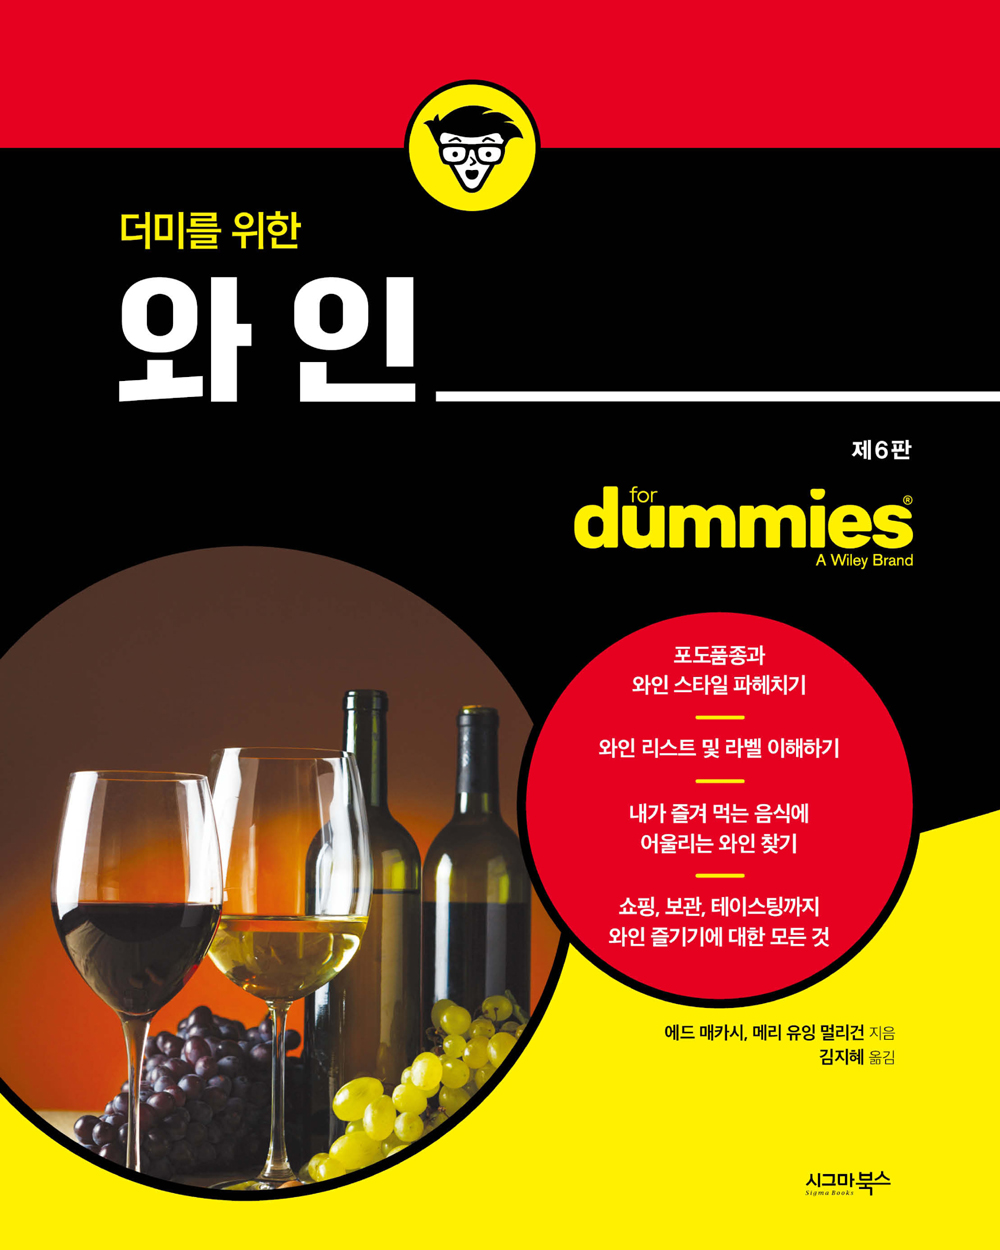 더미를 위한
와인
제6판
for
dummies®
A Wiley Brand
포도품종과
와인 스타일 파헤치기
와인 리스트 및 라벨 이해하기
내가 즐겨 먹는 음식에
어울리는 와인 찾기
쇼핑, 보관, 테이스팅까지
와인 즐기기에 대한 모든 것
에드 매카시, 메리 유잉 멀리건 지음
김지혜 옮김
시그마북스
Sigma Books